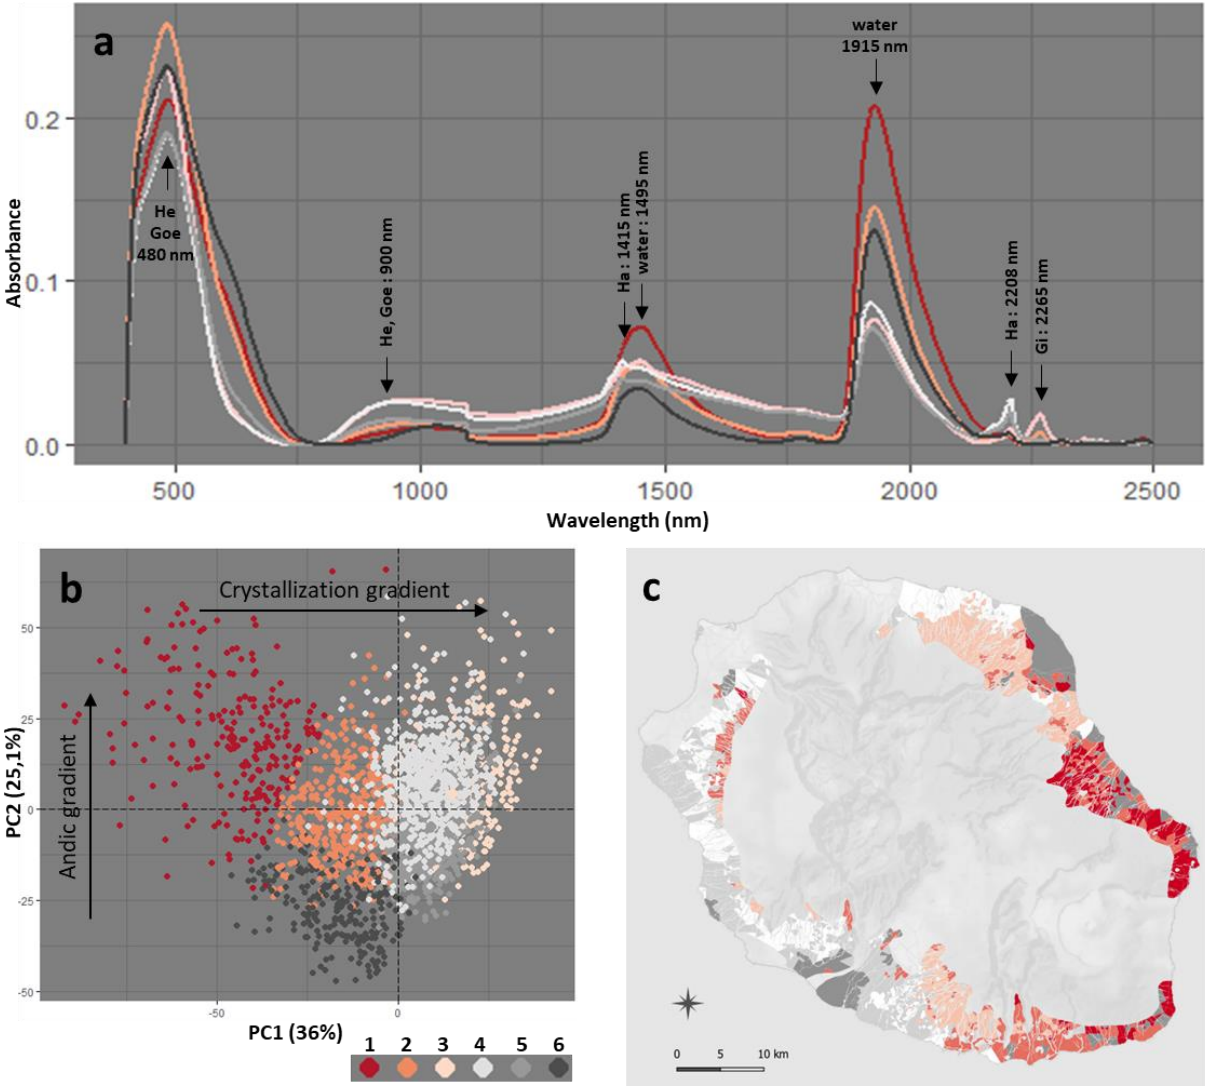 a
water
1915 nm
0.2
He
Goe
480 nm
He, Goe : 900 nm
Ha : 1415 nm
water : 1495 nm
Ha : 2208 nm
Gi : 2265 nm
0.1
0.0
Absorbance
500
1000
1500
2000
2500
Wavelength (nm)
b
Crystallization gradient
50
25
0
-25
-50
Andic gradient
PC2 (25,1%)
-50
0
PC1 (36%)
1 2 3 4 5 6
c
0 5 10 km